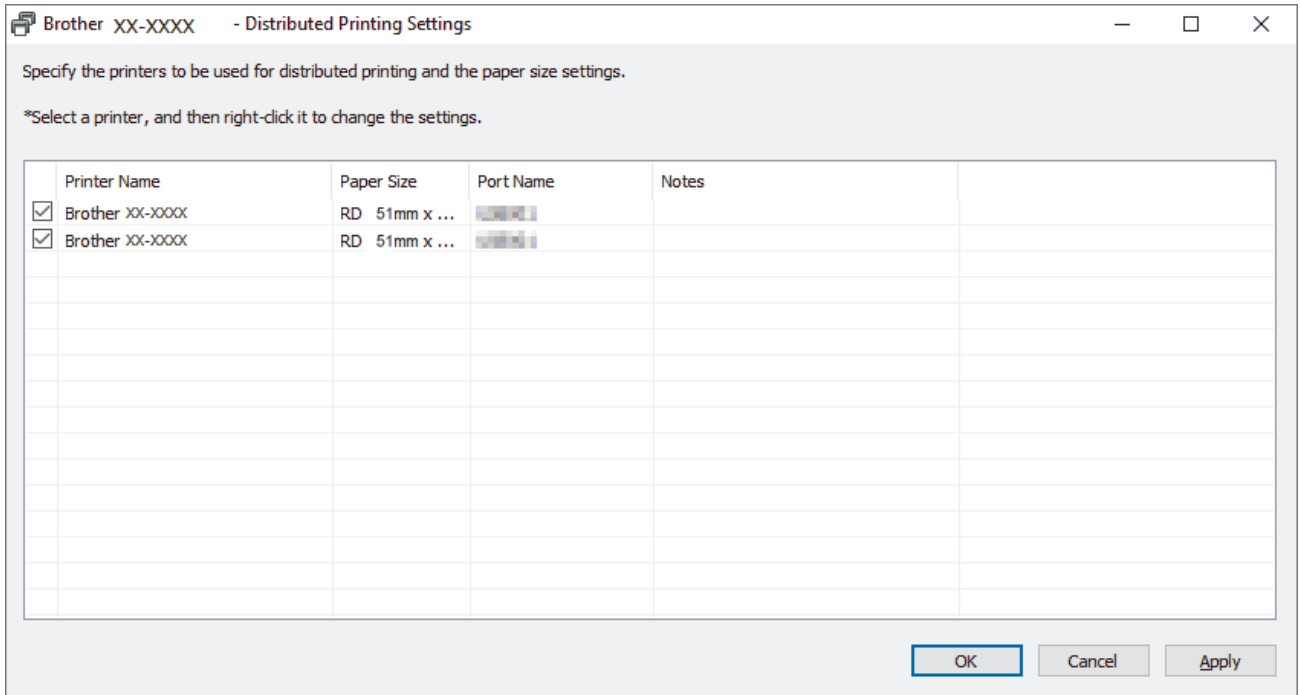 Brother XX-XXXX - Distributed Printing Settings
Specify the printers to be used for distributed printing and the paper size settings.
*Select a printer, and then right-click it to change the settings.
Printer Name Paper Size Port Name Notes
Brother XX-XXXX RD 51mm x ...
Brother XX-XXXX RD 51mm x ...
OK Cancel Apply